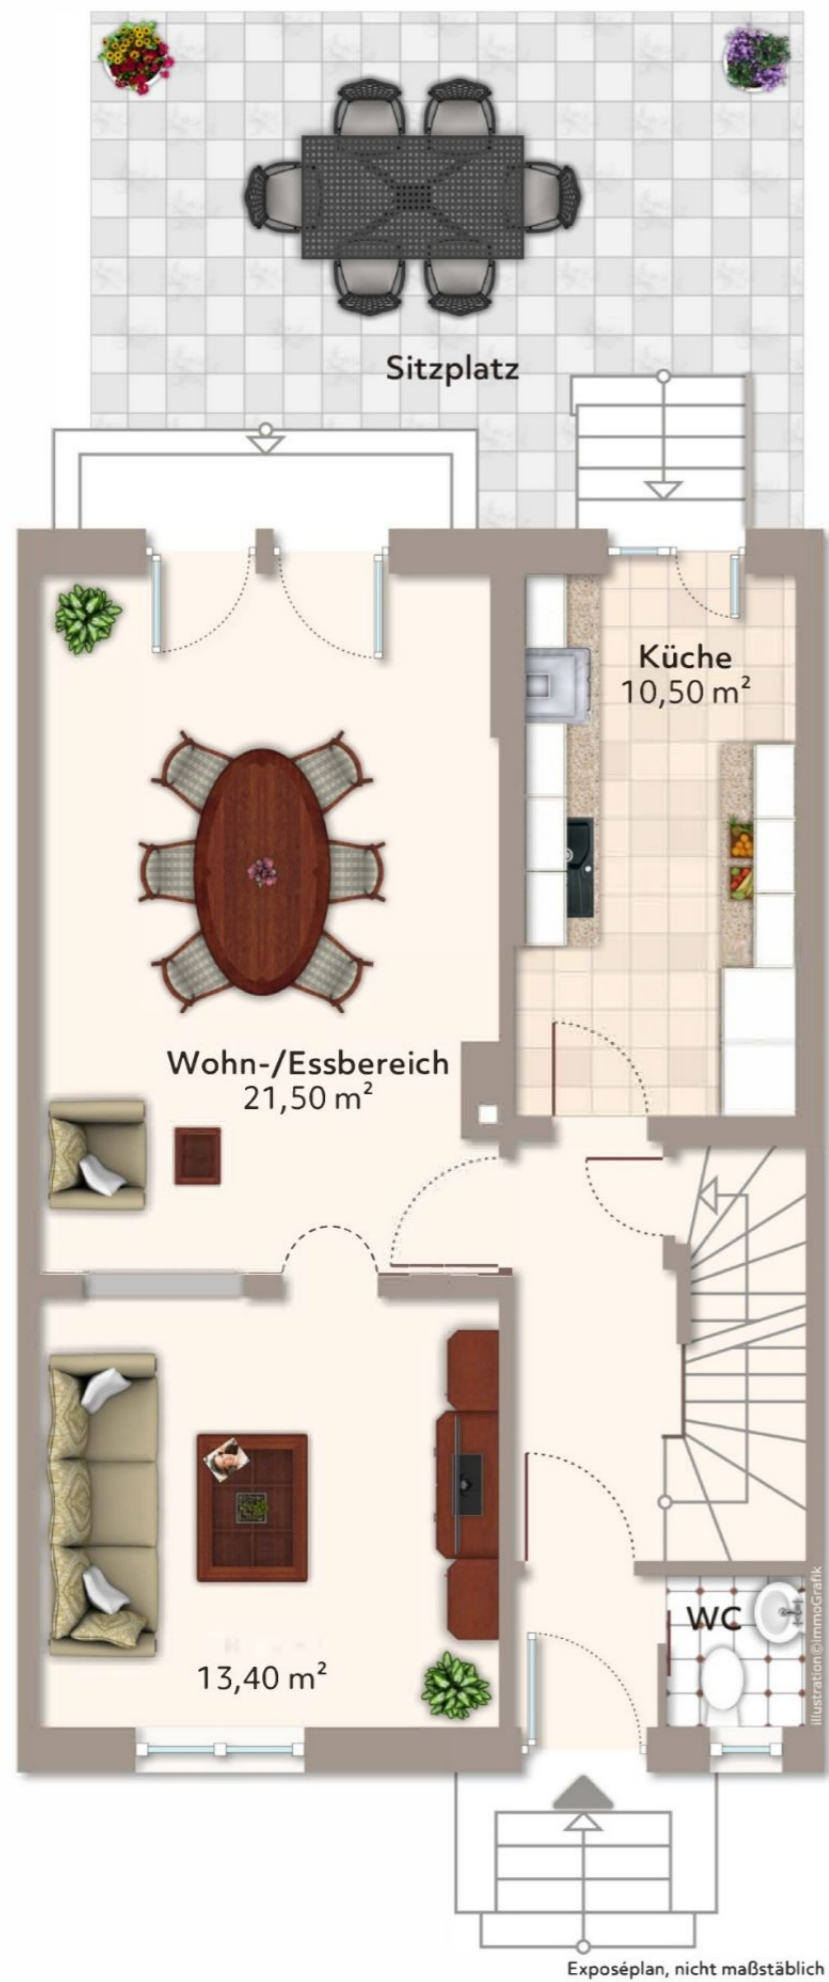 Sitzplatz
Küche
10,50 m²
Wohn-/Essbereich
21,50 m²
WC
13,40 m²
illustration©immoGrafik
Exposéplan, nicht maßstäblich